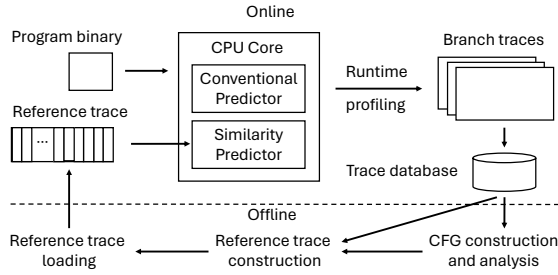 Online
Program binary
CPU Core
Branch traces
Conventional
Predictor
Runtime
profiling
Reference trace
...
Similarity
Predictor
Trace database
Offline
Reference trace
loading
Reference trace
construction
CFG construction
and analysis